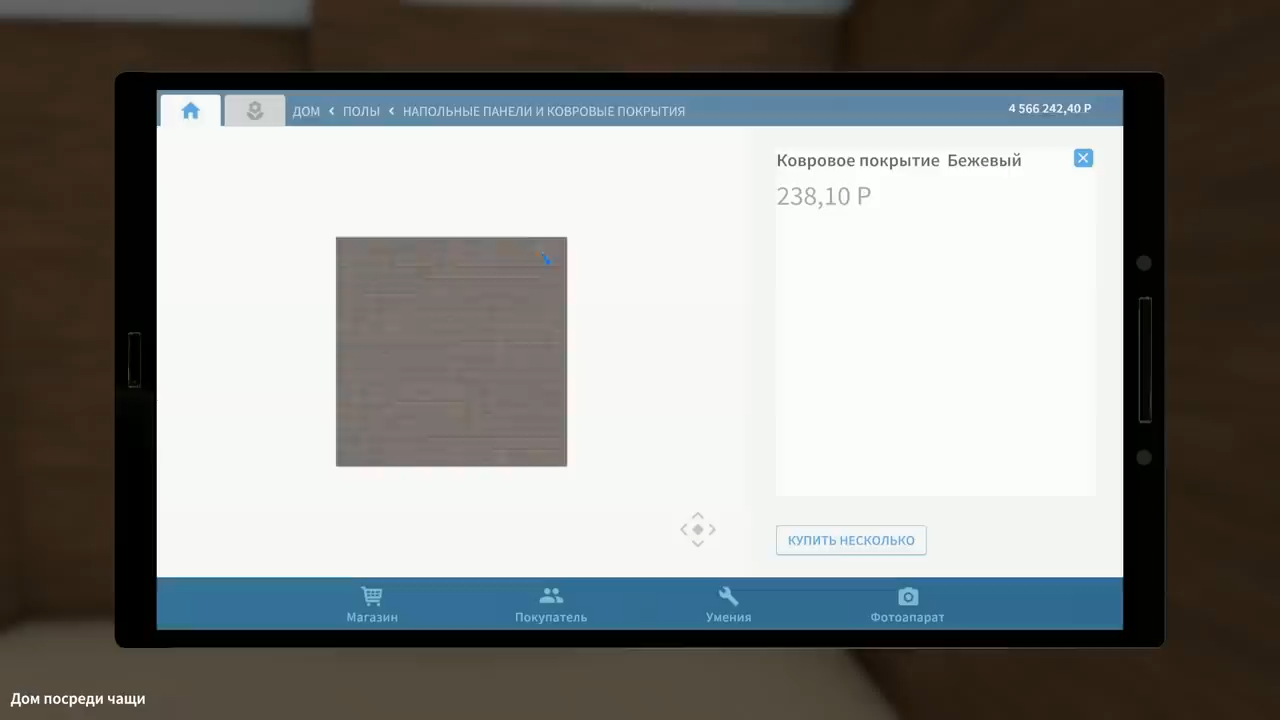 ДОМ < ПОЛЫ < НАПОЛЬНЫЕ ПАНЕЛИ И КОВРОВЫЕ ПОКРЫТИЯ
4 566 242,40 Р
Ковровое покрытие Бежевый
238,10 Р
КУПИТЬ НЕСКОЛЬКО
Магазин
Покупатель
Умения
Фотоаппарат
Дом посреди чащи